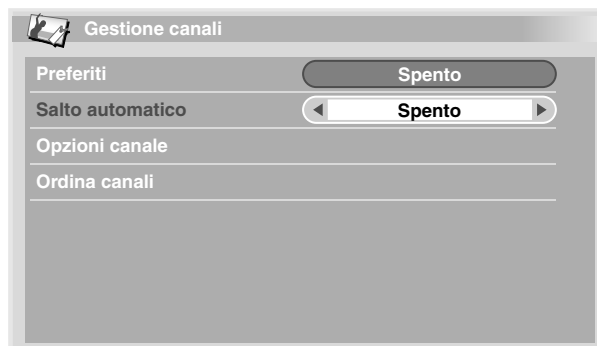 Gestione canali
Preferiti Spento
Salto automatico Spento
Opzioni canale
Ordina canali